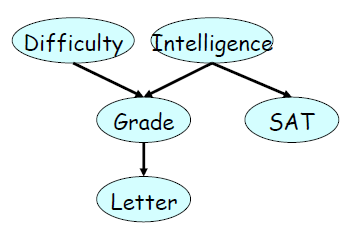 Difficulty
Intelligence
Grade
SAT
Letter